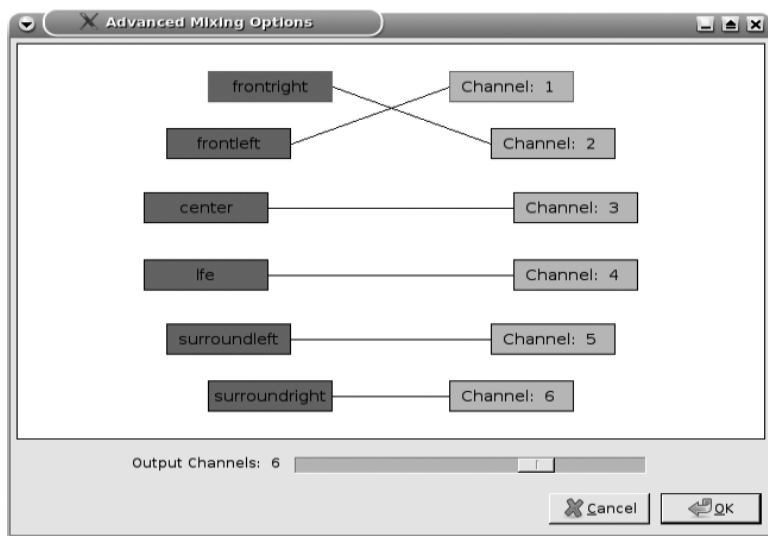 Advanced Mixing Options
frontright Channel: 1
frontleft Channel: 2
center Channel: 3
lfe Channel: 4
surroundleft Channel: 5
surroundright Channel: 6
Output Channels: 6
Cancel OK